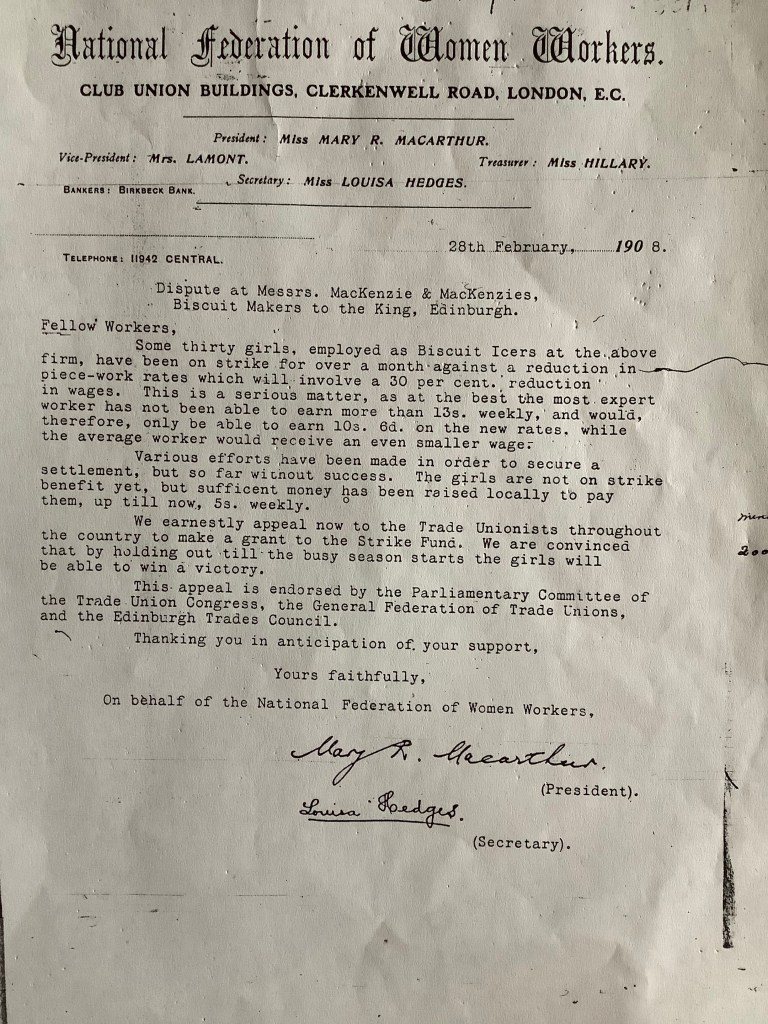 National Federation of Women Workers.
CLUB UNION BUILDINGS, CLERKENWELL ROAD, LONDON, E.C.
President: Miss MARY R. MACARTHUR.
Vice-President: Mrs. LAMONT. Treasurer: Miss HILLARY.
Secretary: Miss LOUISA HEDGES.
BANKERS: BIRKBECK BANK.
28th February, 1908.
TELEPHONE: 11942 CENTRAL.
Dispute at Messrs. MacKenzie & MacKenzies,
Biscuit Makers to the King, Edinburgh.
Fellow Workers,
Some thirty girls, employed as Biscuit Icers at the above
firm, have been on strike for over a month against a reduction in
piece-work rates which will involve a 30 per cent. reduction
in wages. This is a serious matter, as at the best the most expert
worker has not been able to earn more than 13s. weekly, and would,
therefore, only be able to earn 10s. 6d. on the new rates, while
the average worker would receive an even smaller wage.
Various efforts have been made in order to secure a
settlement, but so far without success. The girls are not on strike
benefit yet, but sufficent money has been raised locally to pay
them, up till now, 5s. weekly.
We earnestly appeal now to the Trade Unionists throughout
the country to make a grant to the Strike Fund. We are convinced
that by holding out till the busy season starts the girls will
be able to win a victory.
This appeal is endorsed by the Parliamentary Committee of
the Trade Union Congress, the General Federation of Trade Unions,
and the Edinburgh Trades Council.
Thanking you in anticipation of your support,
Yours faithfully,
On behalf of the National Federation of Women Workers,
Mary R. Macarthur.
(President).
Louisa Hedges.
(Secretary).